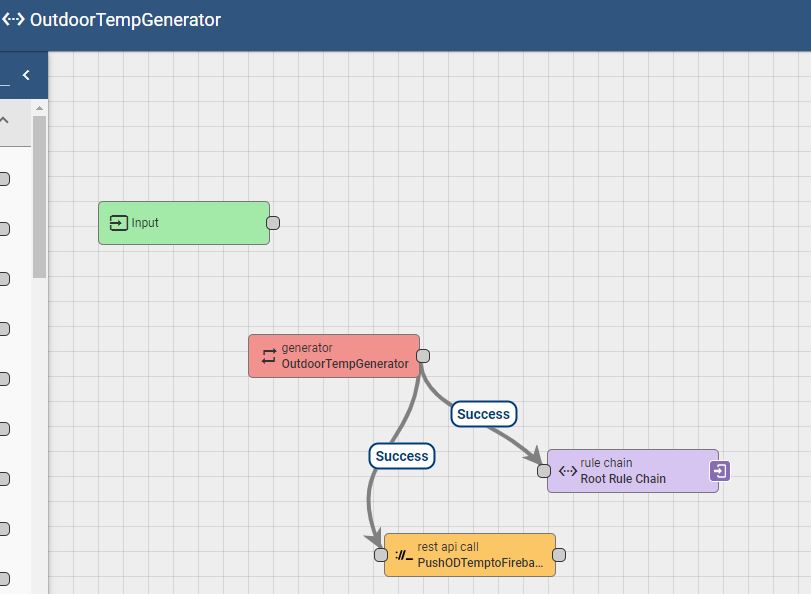 OutdoorTempGenerator
Input
generator
OutdoorTempGenerator
Success
Success
rule chain
Root Rule Chain
rest api call
PushODTemptoFireba...